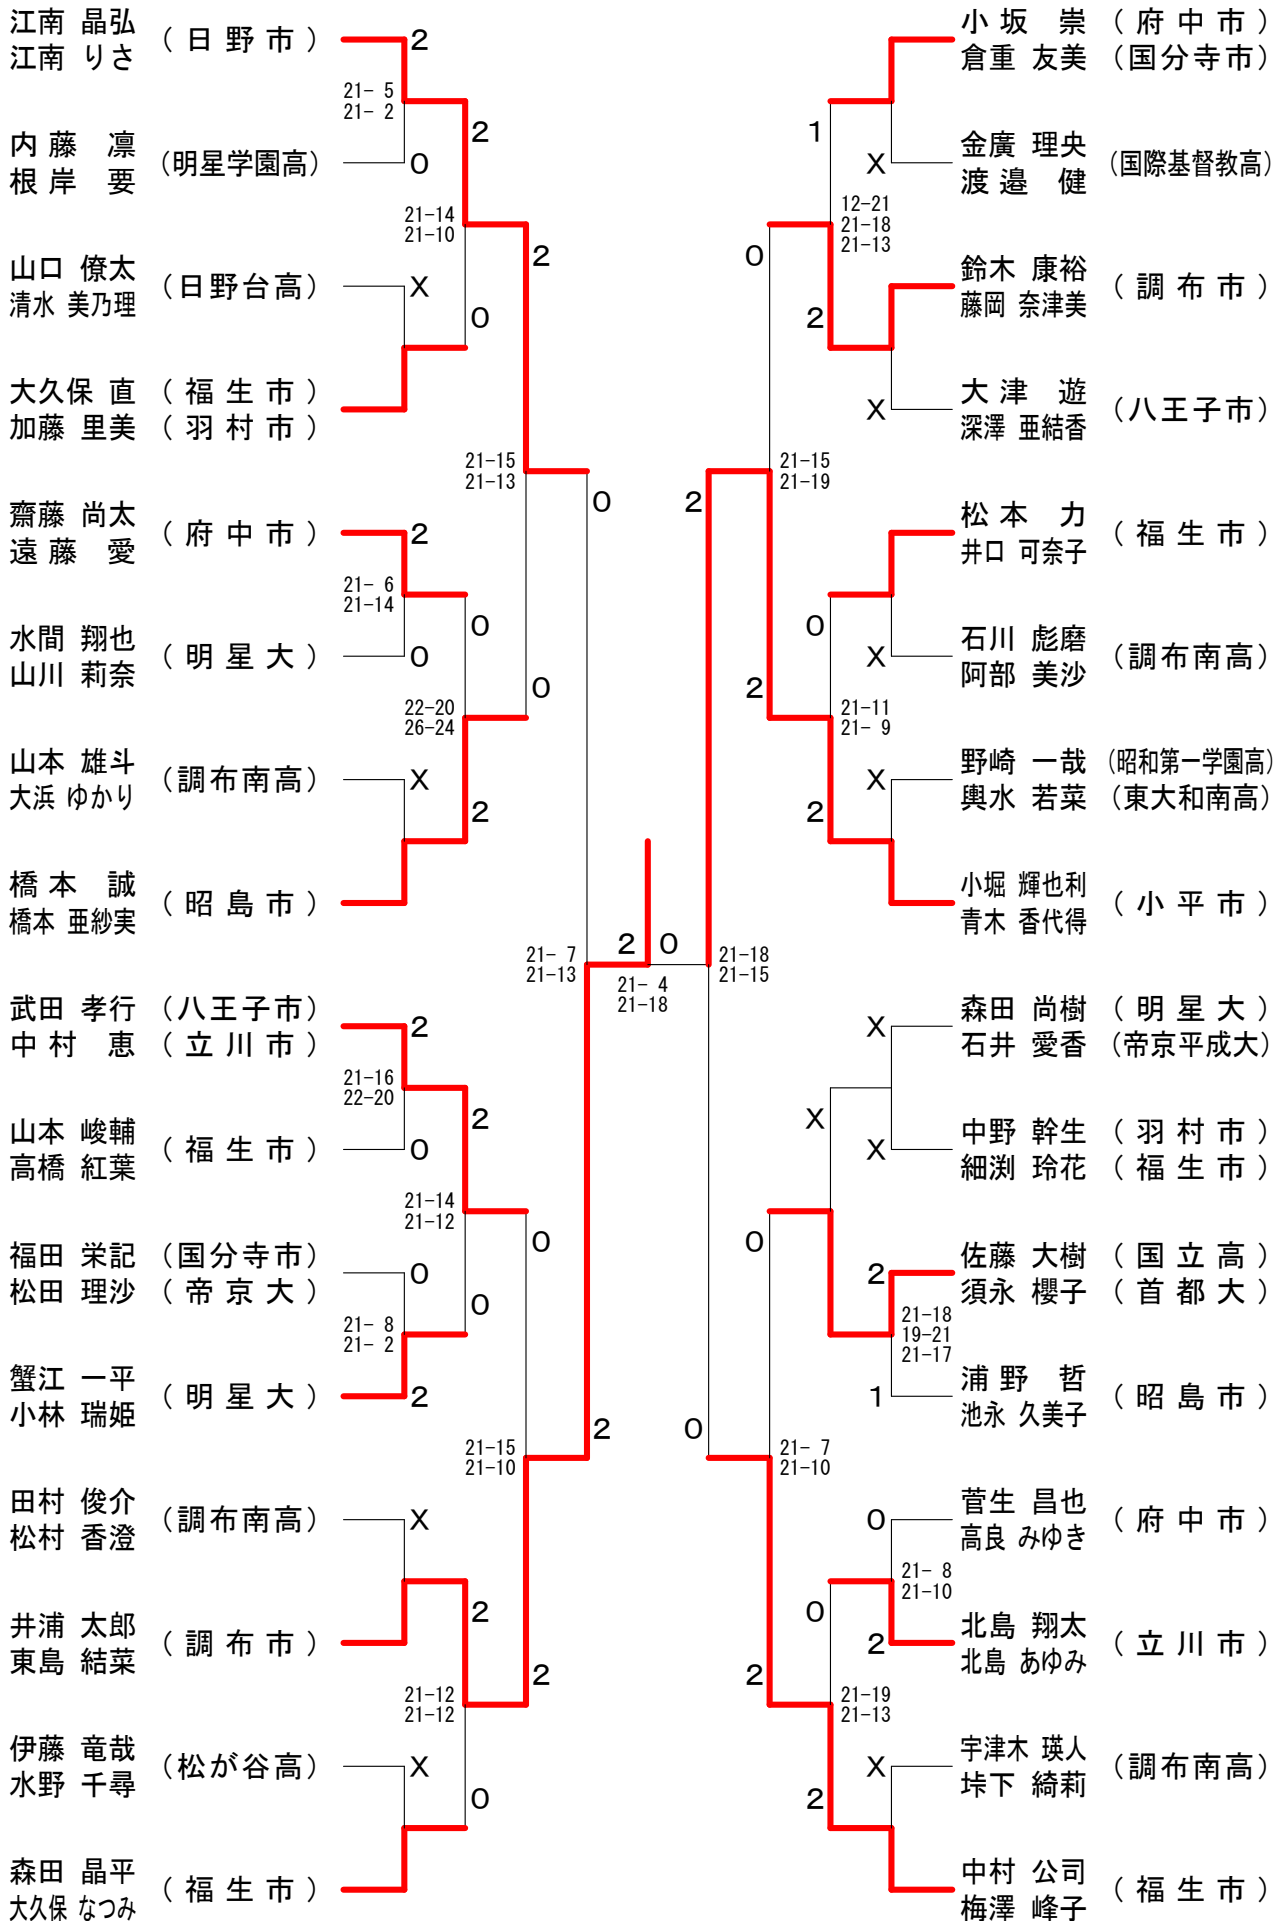 江南 晶弘 (日野市) 2
江南 りさ
21- 5
21- 2
2
内藤 凛 (明星学園高) 0
根岸 要
21-14
21-10
2
山口 僚太 (日野台高) X
清水 美乃理
0
大久保 直 (福生市)
加藤 里美 (羽村市)
21-15
21-13
0
齋藤 尚太 (府中市) 2
遠藤 愛
21- 6
21-14
0
水間 翔也 (明星大) 0
山川 莉奈
22-20
26-24
0
山本 雄斗 (調布南高) X
大浜 ゆかり
2
橋本 誠 (昭島市)
橋本 亜紗実
21- 7
21-13
2 0
21- 4
21-18
武田 孝行 (八王子市) 2
中村 恵 (立川市)
21-16
22-20
2
山本 峻輔 (福生市) 0
高橋 紅葉
21-14
21-12
0
福田 栄記 (国分寺市) 0
松田 理沙 (帝京大)
0
21- 8
21- 2
蟹江 一平 (明星大) 2
小林 瑞姫
21-15
21-10
2
田村 俊介 (調布南高) X
松村 香澄
2
井浦 太郎 (調布市)
東島 結菜
21-12
21-12
2
伊藤 竜哉 (松が谷高) X
水野 千尋
0
森田 晶平 (福生市)
大久保 なつみ
小坂 崇 (府中市)
倉重 友美 (国分寺市)
1
X 金廣 理央 (国際基督教高)
渡邉 健
12-21
21-18
21-13
0
鈴木 康裕 (調布市)
藤岡 奈津美
2
X 大津 遊 (八王子市)
深澤 亜結香
21-15
21-19
2
松本 力 (福生市)
井口 可奈子
0
X 石川 彪磨 (調布南高)
阿部 美沙
2
21-11
21- 9
X 野崎 一哉 (昭和第一学園高)
輿水 若菜 (東大和南高)
2
小堀 輝也利 (小平市)
青木 香代得
21-18
21-15
X 森田 尚樹 (明星大)
石井 愛香 (帝京平成大)
X
X 中野 幹生 (羽村市)
細渕 玲花 (福生市)
0
2 佐藤 大樹 (国立高)
須永 櫻子 (首都大)
21-18
19-21
21-17
1 浦野 哲 (昭島市)
池永 久美子
0
21- 7
21-10
0 菅生 昌也 (府中市)
高良 みゆき
21- 8
21-10
0
2 北島 翔太 (立川市)
北島 あゆみ
2
21-19
21-13
X 宇津木 瑛人 (調布南高)
垰下 綺莉
2
中村 公司 (福生市)
梅澤 峰子